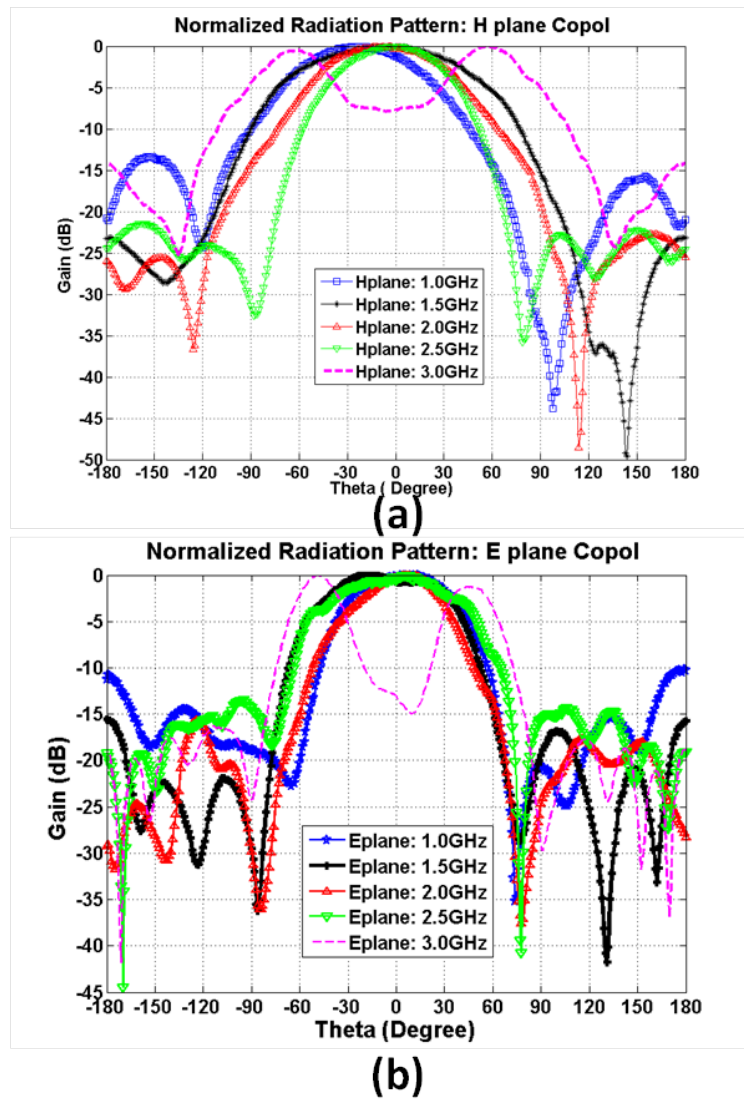 Normalized Radiation Pattern: H plane Copol
0
-5
-10
-15
-20
-25
-30
-35
-40
-45
-50
Gain (dB)
Hplane: 1.0GHz
Hplane: 1.5GHz
Hplane: 2.0GHz
Hplane: 2.5GHz
Hplane: 3.0GHz
-180 -150 -120 -90 -60 -30 0 30 60 90 120 150 180
Theta ( Degree)
(a)
Normalized Radiation Pattern: E plane Copol
0
-5
-10
-15
-20
-25
-30
-35
-40
-45
Gain (dB)
Eplane: 1.0GHz
Eplane: 1.5GHz
Eplane: 2.0GHz
Eplane: 2.5GHz
Eplane: 3.0GHz
-180 -150 -120 -90 -60 -30 0 30 60 90 120 150 180
Theta (Degree)
(b)